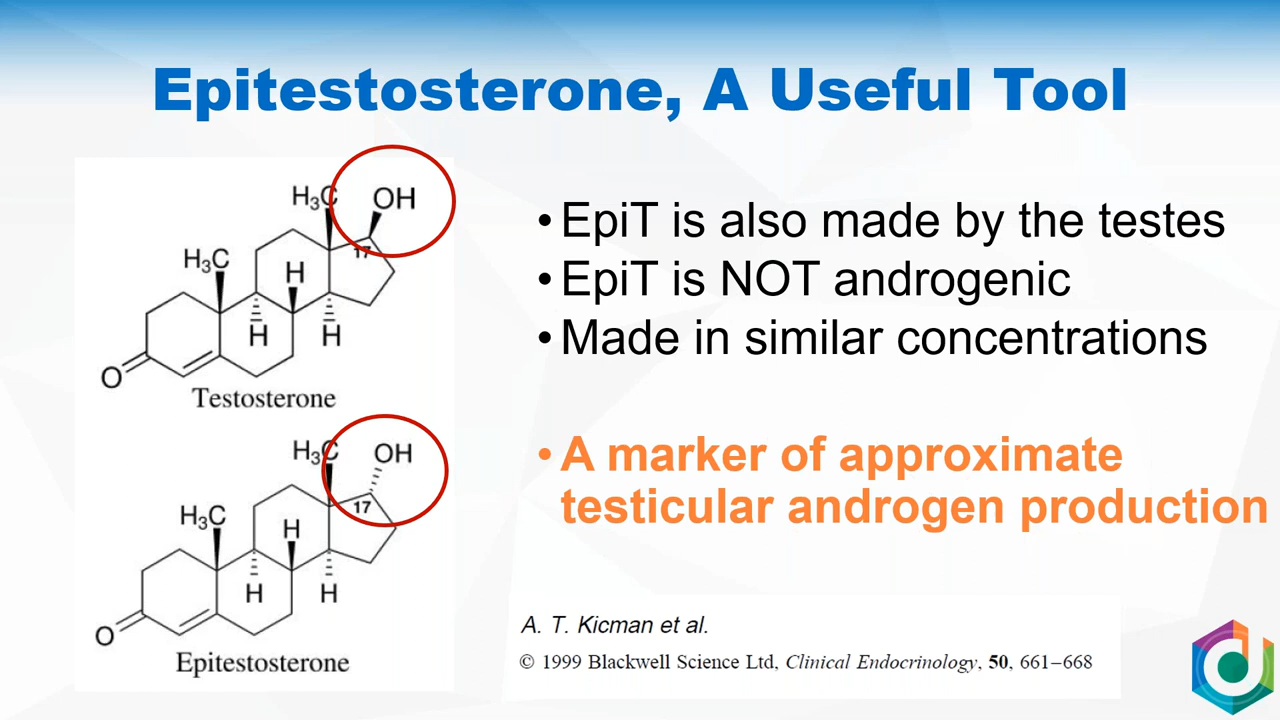 Epitestosterone, A Useful Tool
H₃C OH
17
H₃C
H
H H
O
Testosterone
H₃C OH
17
H₃C
H
H H
O
Epitestosterone
• EpiT is also made by the testes
• EpiT is NOT androgenic
• Made in similar concentrations
• A marker of approximate
testicular androgen production
A. T. Kicman et al.
© 1999 Blackwell Science Ltd, Clinical Endocrinology, 50, 661–668